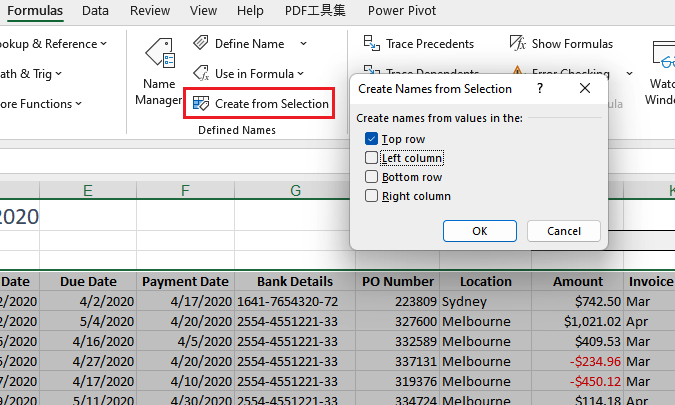 Formulas Data Review View Insert Help PDF工具集 Power Pivot
ookup & Reference Define Name Trace Precedents Show Formulas
ath & Trig Use in Formula Trace Dependents Error Checking
Name Manager
ore Functions Create from Selection
Defined Names
Watc
Windo
Create Names from Selection ? ×
Create names from values in the:
Top row
Left column
Bottom row
Right column
OK Cancel
E F G K
2020
Date Due Date Payment Date Bank Details PO Number Location Amount Invoice
2/2020 4/2/2020 4/17/2020 1641-7654320-72 223809 Sydney $742.50 Mar
2/2020 5/4/2020 4/20/2020 2554-4551221-33 327600 Melbourne $1,021.02 Apr
5/2020 4/16/2020 4/5/2020 2554-4551221-33 332589 Melbourne $409.53 Mar
5/2020 4/27/2020 4/20/2020 2554-4551221-33 337131 Melbourne -$234.96 Mar
7/2020 4/17/2020 4/10/2020 2554-4551221-33 319376 Melbourne -$450.12 Mar
9/2020 5/11/2020 4/30/2020 2554-4551221-33 334724 Melbourne $114.18 Apr